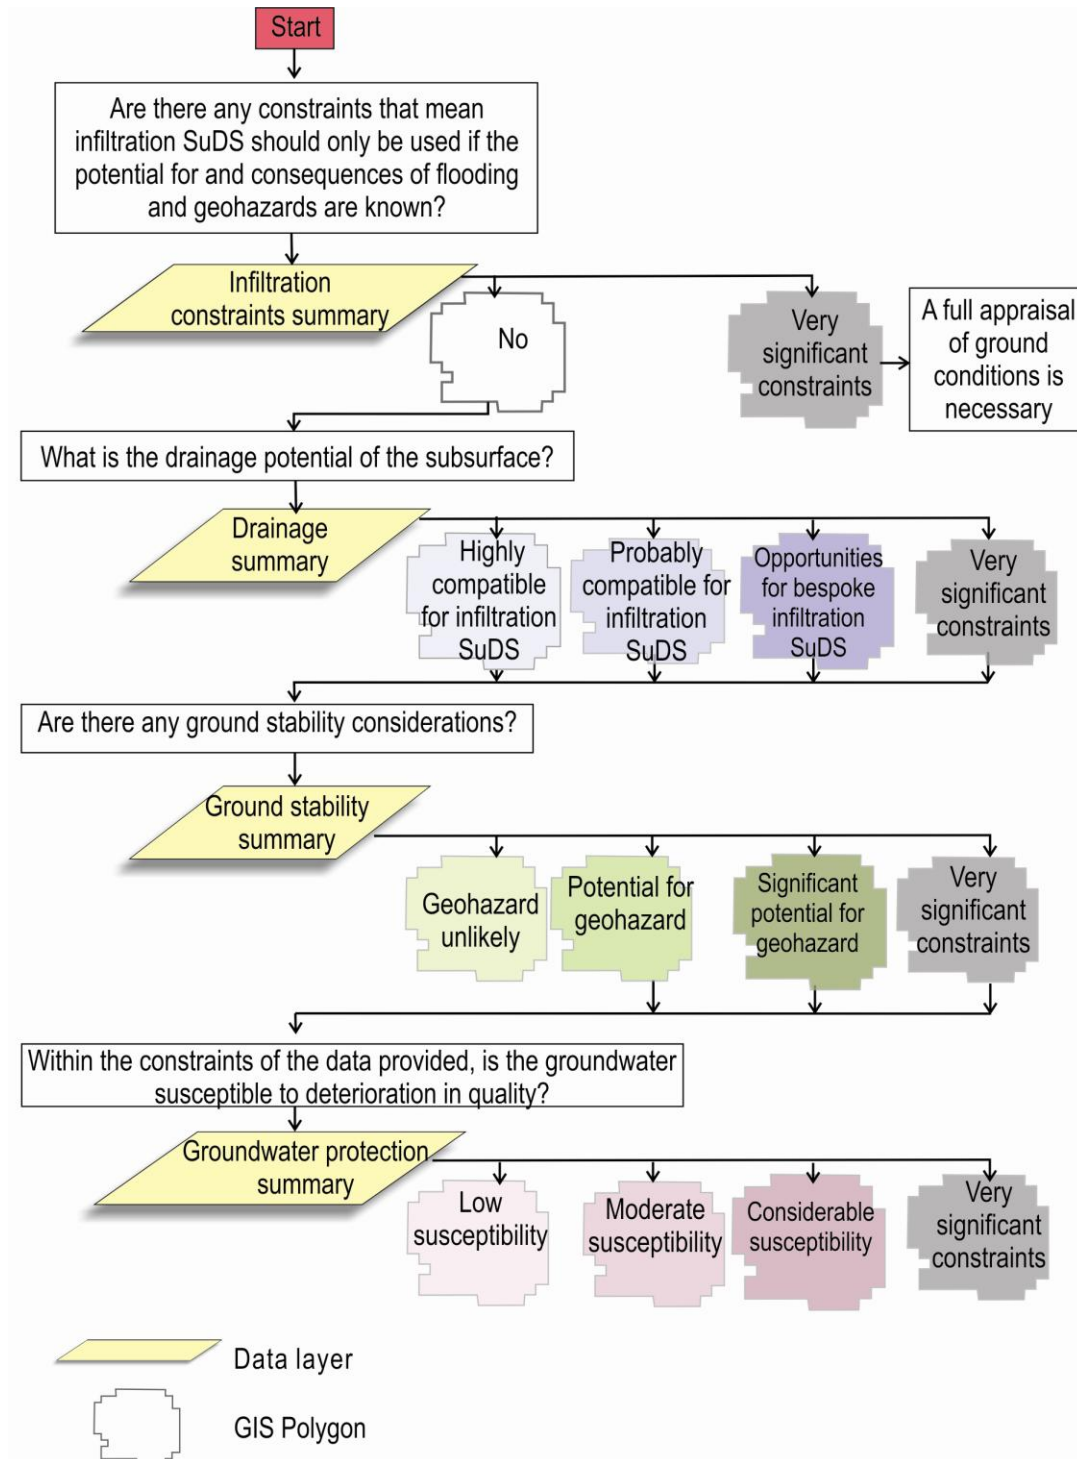 Start
Are there any constraints that mean
infiltration SuDS should only be used if the
potential for and consequences of flooding
and geohazards are known?
Infiltration
constraints summary
No
Very
significant
constraints
A full appraisal
of ground
conditions is
necessary
What is the drainage potential of the subsurface?
Drainage
summary
Highly
compatible
for infiltration
SuDS
Probably
compatible for
infiltration
SuDS
Opportunities
for bespoke
infiltration
SuDS
Very
significant
constraints
Are there any ground stability considerations?
Ground stability
summary
Geohazard
unlikely
Potential for
geohazard
Significant
potential for
geohazard
Very
significant
constraints
Within the constraints of the data provided, is the groundwater
susceptible to deterioration in quality?
Groundwater protection
summary
Low
susceptibility
Moderate
susceptibility
Considerable
susceptibility
Very
significant
constraints
Data layer
GIS Polygon